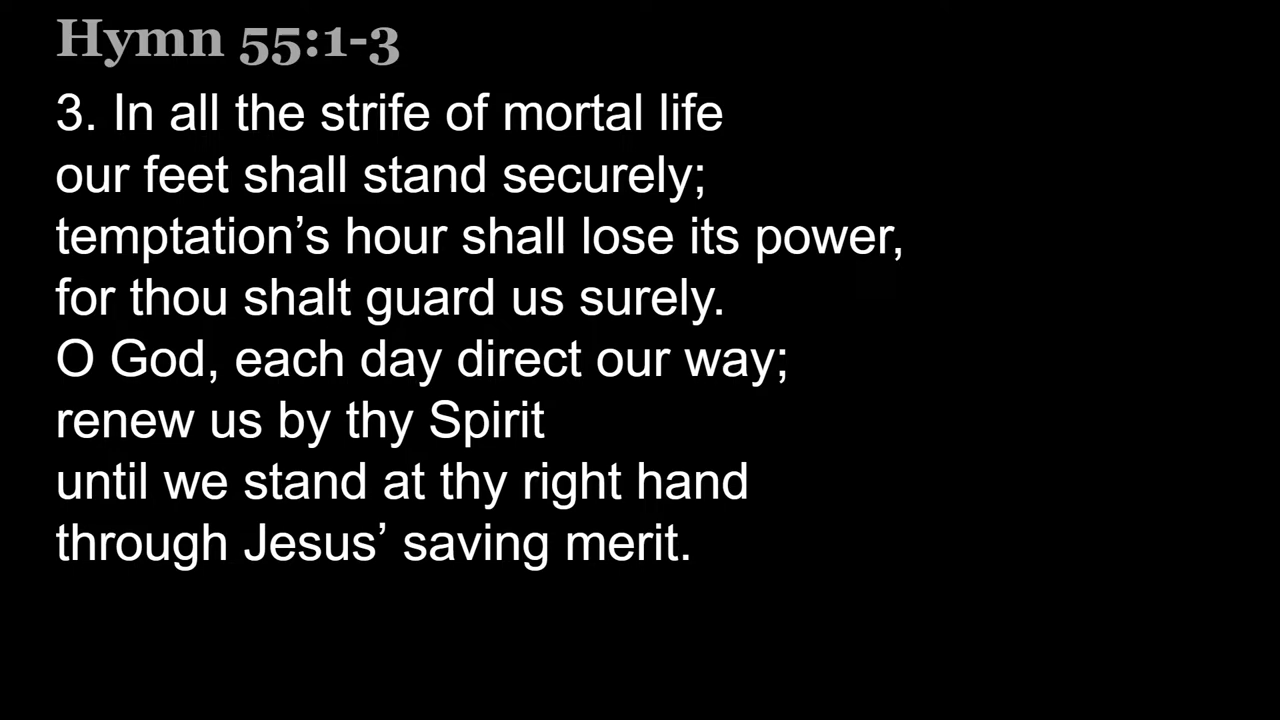 Hymn 55:1-3
3. In all the strife of mortal life
our feet shall stand securely;
temptation’s hour shall lose its power,
for thou shalt guard us surely.
O God, each day direct our way;
renew us by thy Spirit
until we stand at thy right hand
through Jesus’ saving merit.